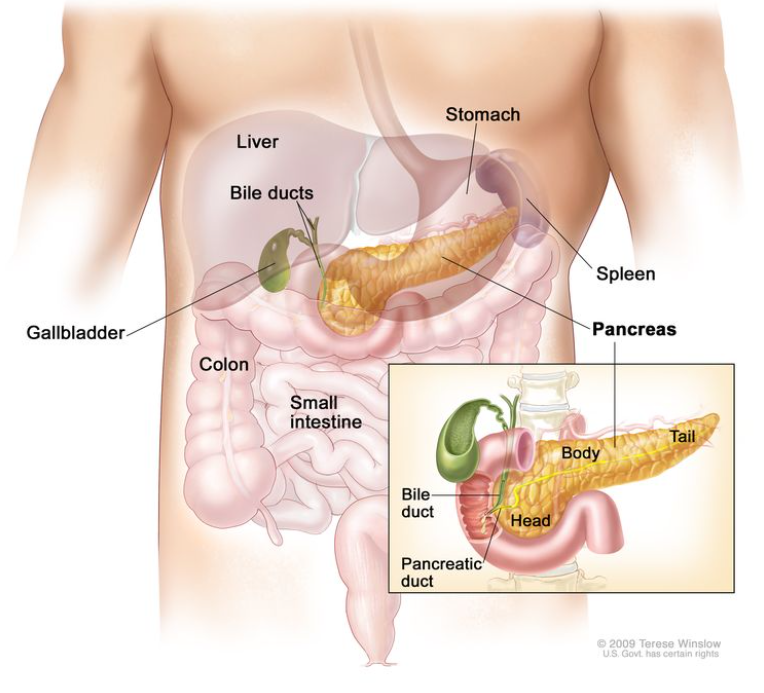 Stomach
Liver
Bile ducts
Spleen
Gallbladder
Pancreas
Colon
Small
intestine
Tail
Body
Bile
duct
Head
Pancreatic
duct
© 2009 Terese Winslow
U.S. Govt. has certain rights